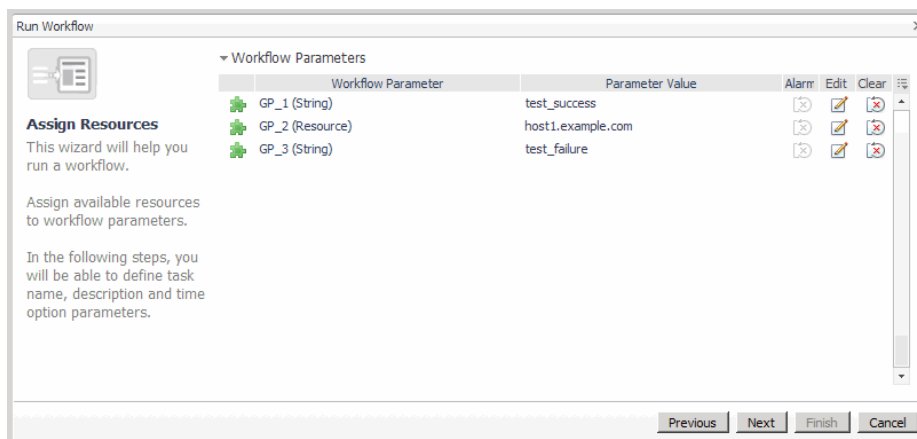 Run Workflow
Workflow Parameters
Workflow Parameter Parameter Value Alarm Edit Clear
GP_1 (String) test_success
GP_2 (Resource) host1.example.com
GP_3 (String) test_failure
Assign Resources
This wizard will help you
run a workflow.
Assign available resources
to workflow parameters.
In the following steps, you
will be able to define task
name, description and time
option parameters.
Previous Next Finish Cancel